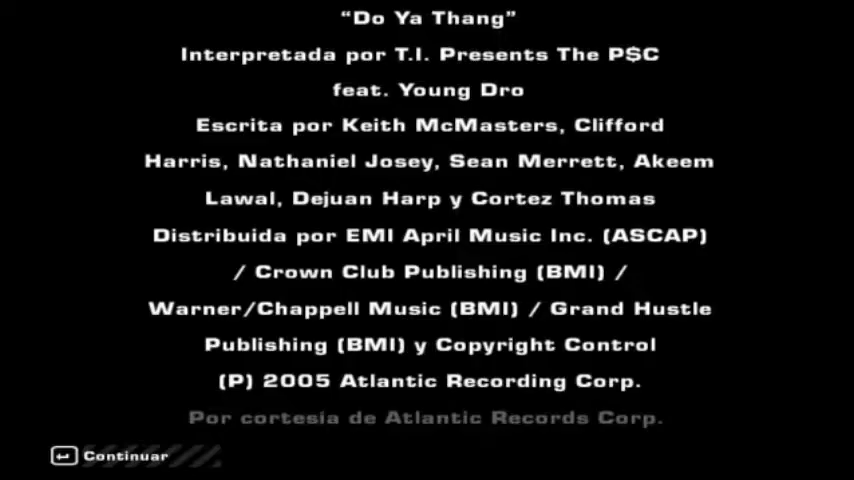 “Do Ya Thang”
Interpretada por T.I. Presents The P$C
feat. Young Dro
Escrita por Keith McMasters, Clifford
Harris, Nathaniel Josey, Sean Merrett, Akeem
Lawal, Dejuan Harp y Cortez Thomas
Distribuida por EMI April Music Inc. (ASCAP)
/ Crown Club Publishing (BMI) /
Warner/Chappell Music (BMI) / Grand Hustle
Publishing (BMI) y Copyright Control
(P) 2005 Atlantic Recording Corp.
Por cortesía de Atlantic Records Corp.
Continuar